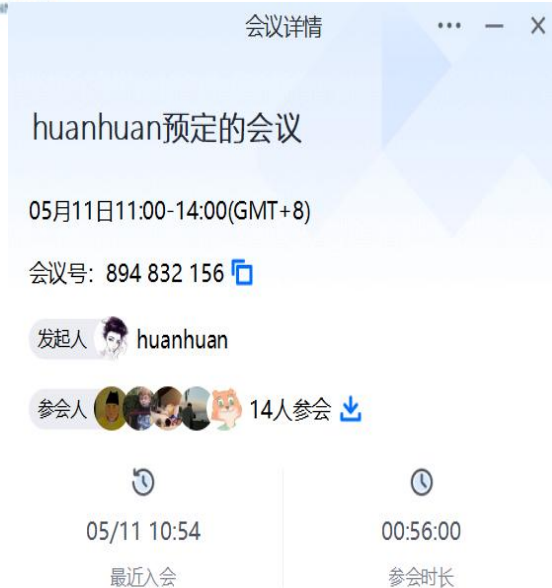 会议详情
huanhuan预定的会议
05月11日11:00-14:00(GMT+8)
会议号：894 832 156
发起人 huanhuan
参会人 14人参会
05/11 10:54 00:56:00
最近入会 参会时长